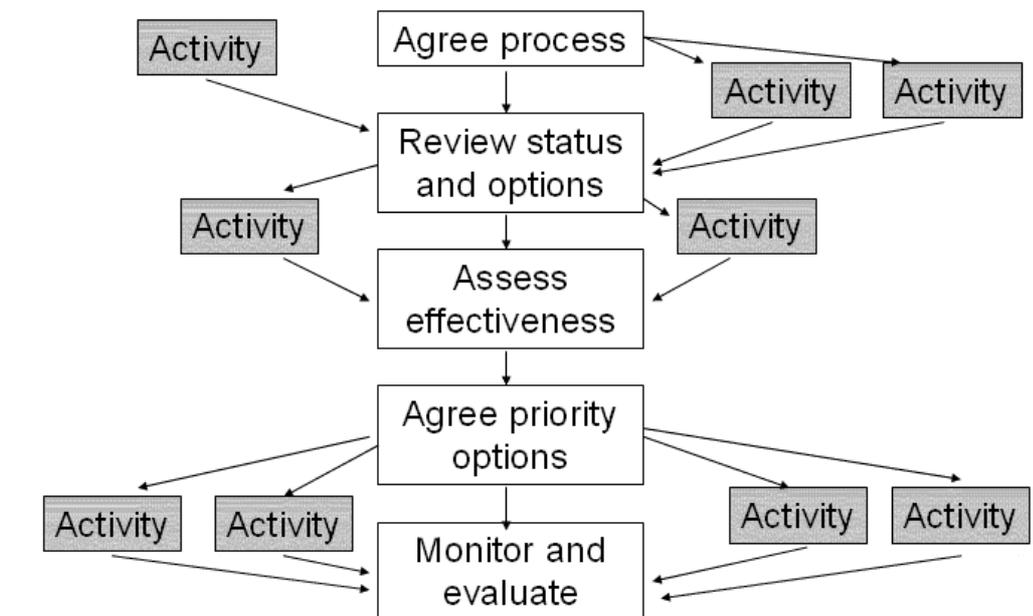 Activity
Agree process
Activity
Activity
Review status
and options
Activity
Activity
Assess
effectiveness
Agree priority
options
Activity
Activity
Activity
Activity
Monitor and
evaluate